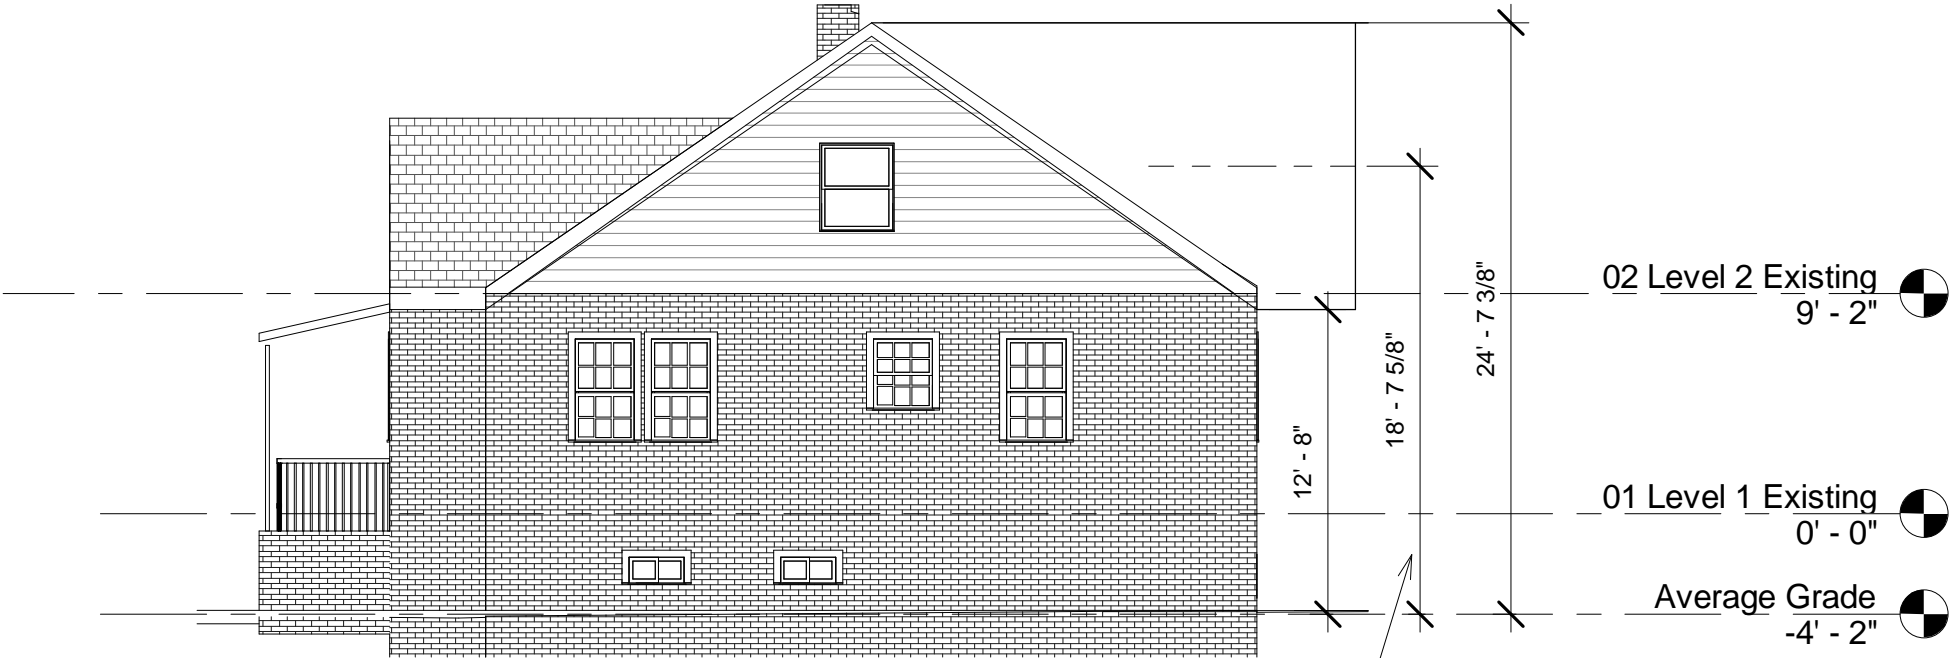 02 Level 2 Existing
9' - 2"
24' - 7 3/8"
18' - 7 5/8"
12' - 8"
01 Level 1 Existing
0' - 0"
Average Grade
-4' - 2"